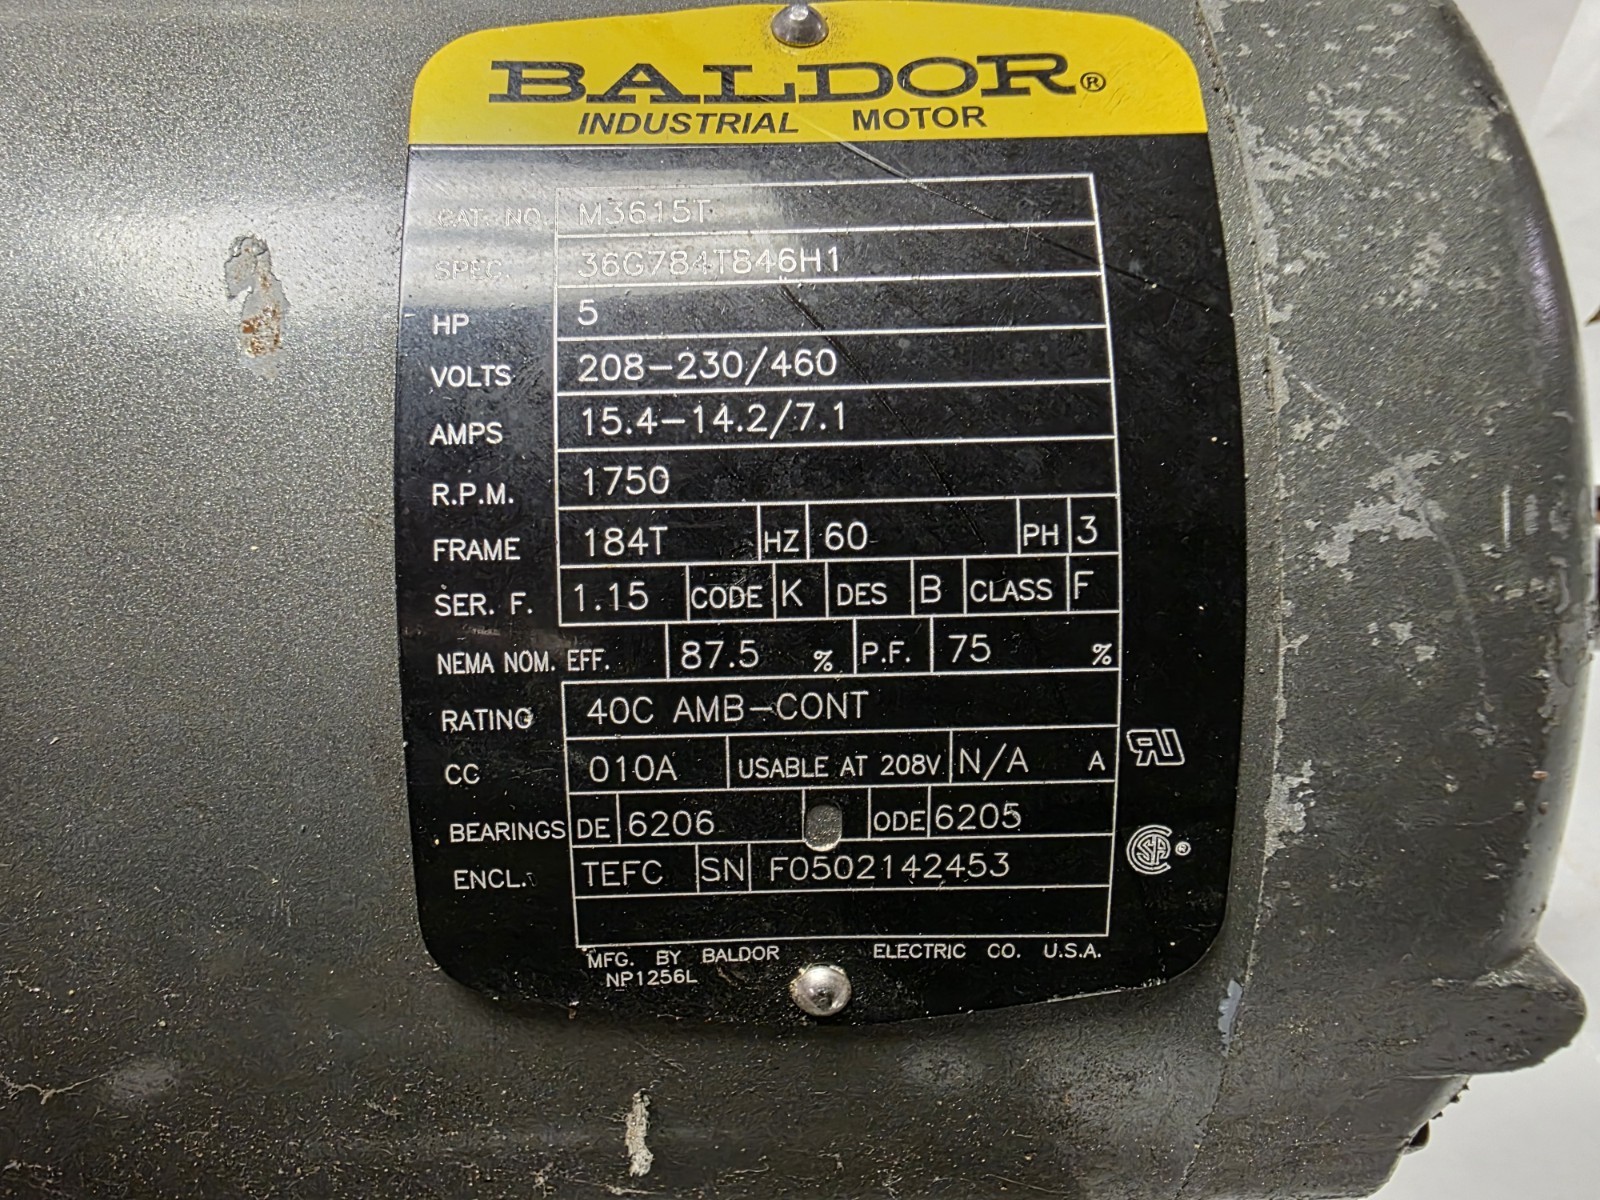 BALDOR®
INDUSTRIAL MOTOR
CAT. NO. M3615T
SPEC. 36G784T846H1
HP 5
VOLTS 208-230/460
AMPS 15.4-14.2/7.1
R.P.M. 1750
FRAME 184T HZ 60 PH 3
SER. F. 1.15 CODE K DES B CLASS F
NEMA NOM. EFF. 87.5 % P.F. 75 %
RATING 40C AMB-CONT
CC 010A USABLE AT 208V N/A A
BEARINGS DE 6206 ODE 6205
ENCL. TEFC SN F0502142453
MFG. BY BALDOR ELECTRIC CO. U.S.A.
NP1256L
RU
CSA®